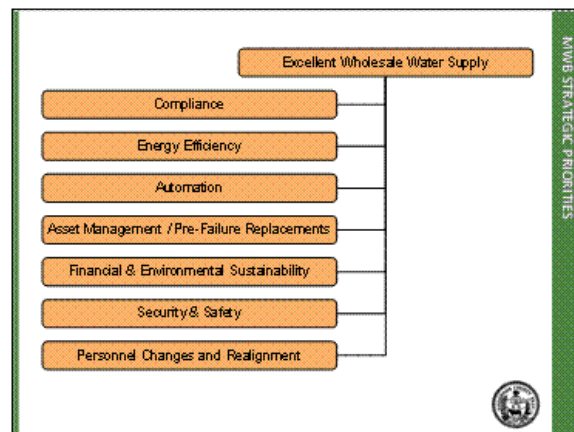 Excellent Wholesale Water Supply
Compliance
Energy Efficiency
Automation
Asset Management / Pre-Failure Replacements
Financial & Environmental Sustainability
Security & Safety
Personnel Changes and Realignment
MWB STRATEGIC PRIORITIES